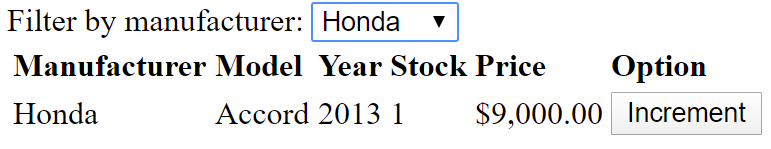 Filter by manufacturer: Honda
Manufacturer Model Year Stock Price Option
Honda Accord 2013 1 $9,000.00 Increment